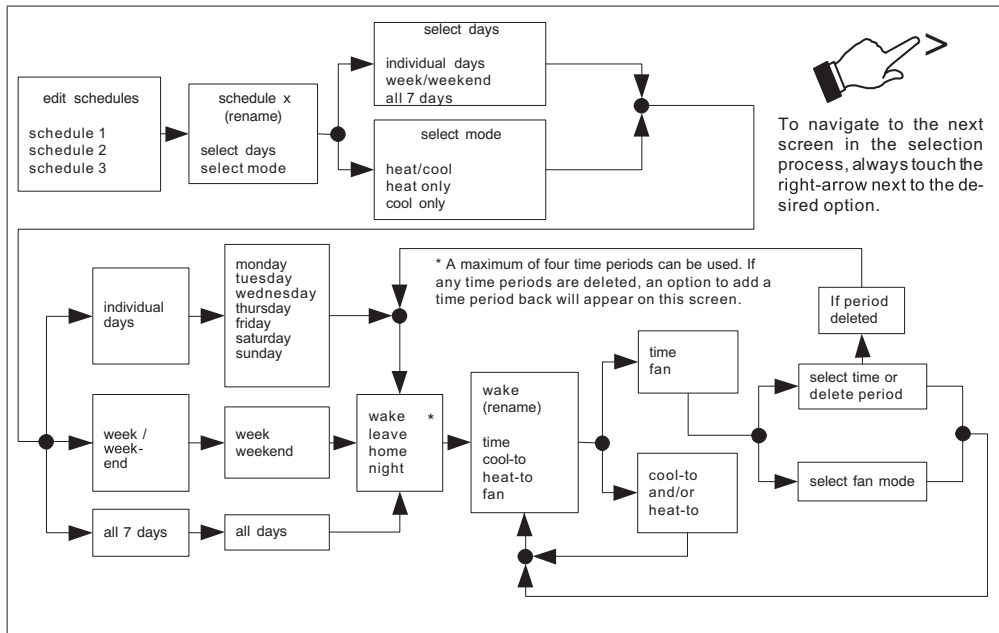 edit schedules
schedule 1
schedule 2
schedule 3
schedule x
(rename)
select days
select mode
select days
individual days
week/weekend
all 7 days
select mode
heat/cool
heat only
cool only
>
To navigate to the next
screen in the selection
process, always touch the
right-arrow next to the de-
sired option.
individual
days
monday
tuesday
wednesday
thursday
friday
saturday
sunday
* A maximum of four time periods can be used. If
any time periods are deleted, an option to add a
time period back will appear on this screen.
If period
deleted
week /
week-
end
week
weekend
all 7 days
all days
wake *
leave
home
night
wake
(rename)
time
cool-to
heat-to
fan
time
fan
cool-to
and/or
heat-to
select time or
delete period
select fan mode